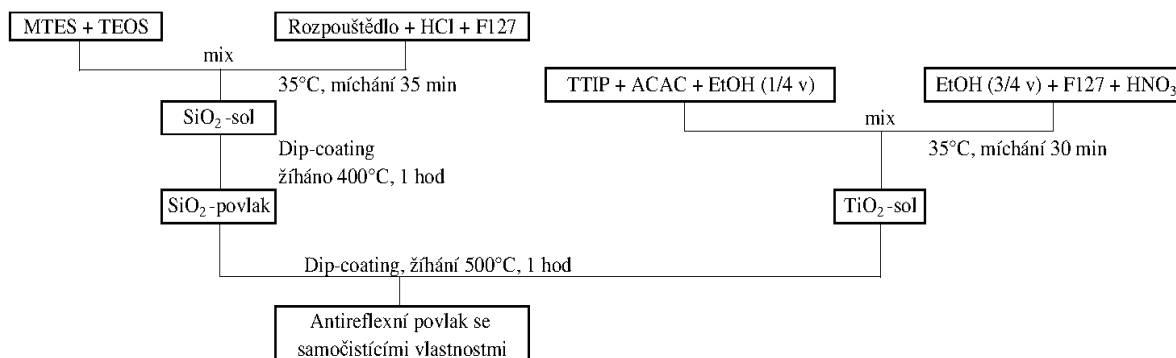 MTES + TEOS
Rozpouštědlo + HCl + F127
mix
35°C, míchání 35 min
SiO₂-sol
Dip-coating
žíháno 400°C, 1 hod
SiO₂-povlak
TTIP + ACAC + EtOH (1/4 v)
EtOH (3/4 v) + F127 + HNO₃
mix
35°C, míchání 30 min
TiO₂-sol
Dip-coating, žíhání 500°C, 1 hod
Antireflexní povlak se
samočistícími vlastnostmi